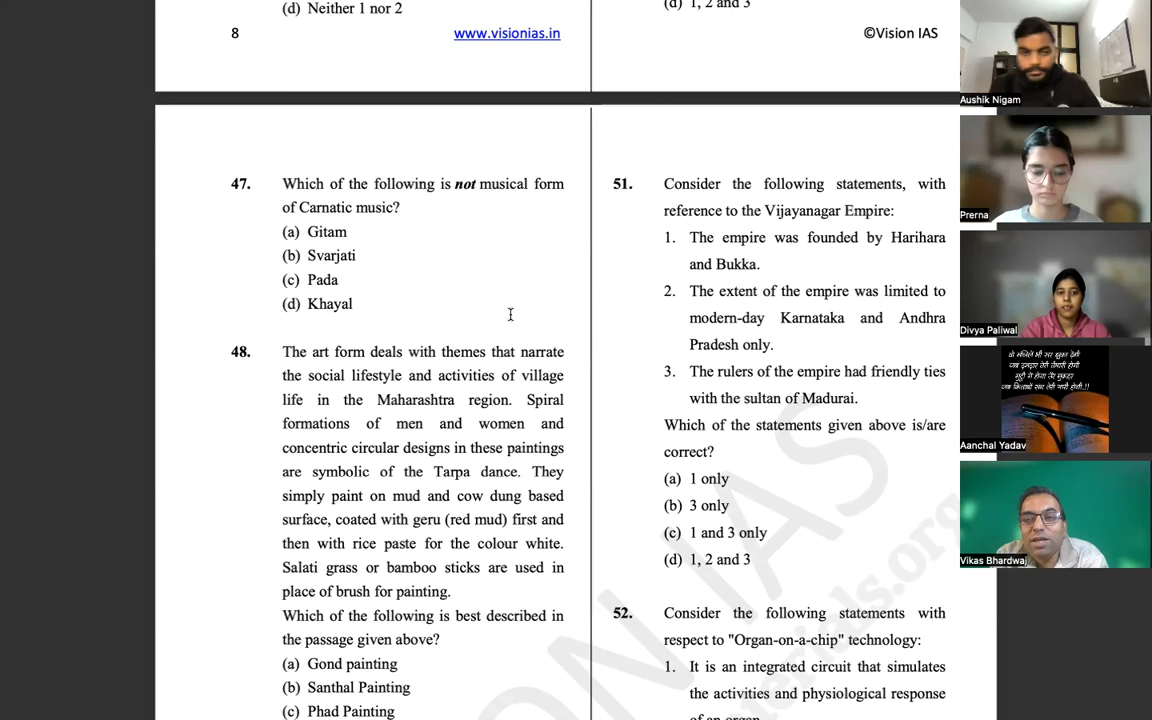 (d) Neither 1 nor 2
(d) 1, 2 and 3
8
www.visionias.in
©Vision IAS
47. Which of the following is not musical form
of Carnatic music?
(a) Gitam
(b) Svarjati
(c) Pada
(d) Khayal
48. The art form deals with themes that narrate
the social lifestyle and activities of village
life in the Maharashtra region. Spiral
formations of men and women and
concentric circular designs in these paintings
are symbolic of the Tarpa dance. They
simply paint on mud and cow dung based
surface, coated with geru (red mud) first and
then with rice paste for the colour white.
Salati grass or bamboo sticks are used in
place of brush for painting.
Which of the following is best described in
the passage given above?
(a) Gond painting
(b) Santhal Painting
(c) Phad Painting
51. Consider the following statements, with
reference to the Vijayanagar Empire:
1. The empire was founded by Harihara
and Bukka.
2. The extent of the empire was limited to
modern-day Karnataka and Andhra
Pradesh only.
3. The rulers of the empire had friendly ties
with the sultan of Madurai.
Which of the statements given above is/are
correct?
(a) 1 only
(b) 3 only
(c) 1 and 3 only
(d) 1, 2 and 3
52. Consider the following statements with
respect to "Organ-on-a-chip" technology:
1. It is an integrated circuit that simulates
the activities and physiological response
of an organ
VISION IAS
Aushik Nigam
Prerna
Divya Paliwal
Aanchal Yadav
Vikas Bhardwaj